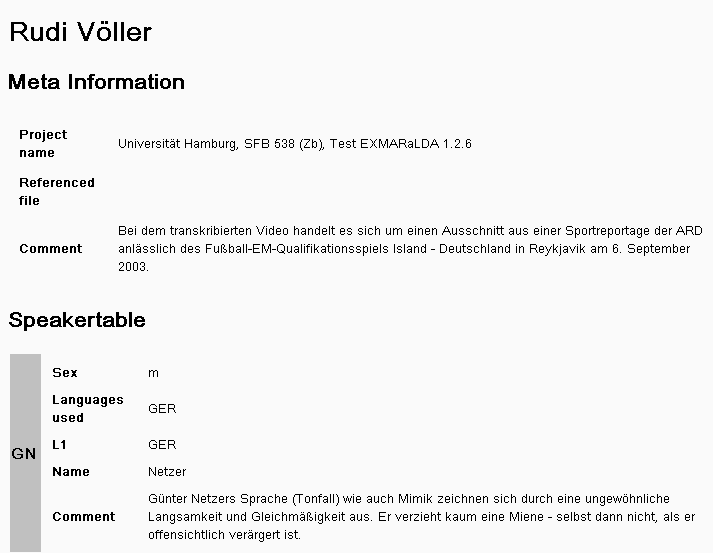 Rudi Völler
Meta Information
Project
name
Universität Hamburg, SFB 538 (Zb), Test EXMARaLDA 1.2.6
Referenced
file
Comment
Bei dem transkribierten Video handelt es sich um einen Ausschnitt aus einer Sportreportage der ARD
anlässlich des Fußball-EM-Qualifikationsspiels Island - Deutschland in Reykjavik am 6. September
2003.
Speakertable
GN
Sex m
Languages
used
GER
L1 GER
Name Netzer
Comment
Günter Netzers Sprache (Tonfall) wie auch Mimik zeichnen sich durch eine ungewöhnliche
Langsamkeit und Gleichmäßigkeit aus. Er verzieht kaum eine Miene - selbst dann nicht, als er
offensichtlich verärgert ist.